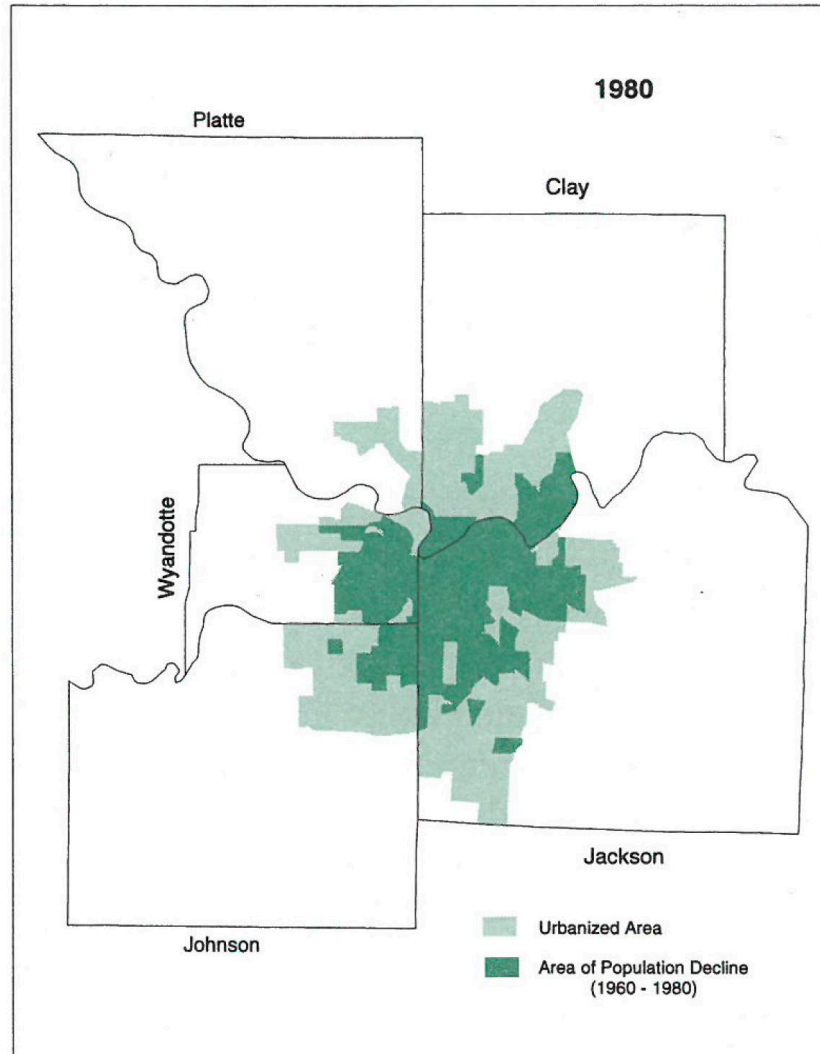 1980
Platte
Clay
Wyandotte
Jackson
Johnson
Urbanized Area
Area of Population Decline
(1960 - 1980)